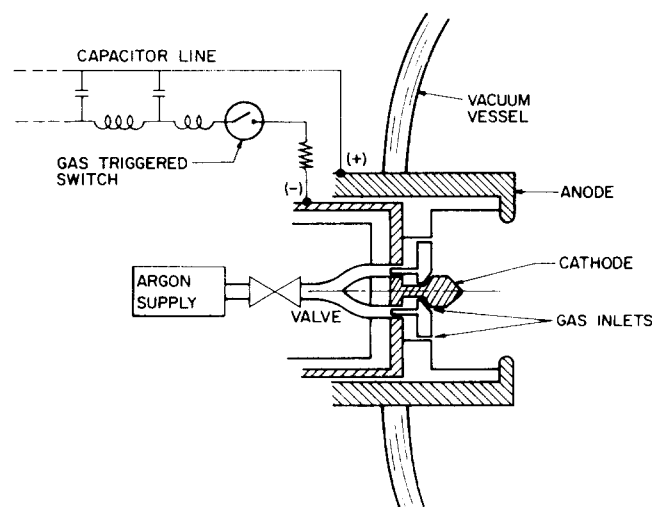 CAPACITOR LINE
VACUUM
VESSEL
GAS TRIGGERED
SWITCH
(+)
(-)
ANODE
CATHODE
ARGON
SUPPLY
VALVE
GAS INLETS